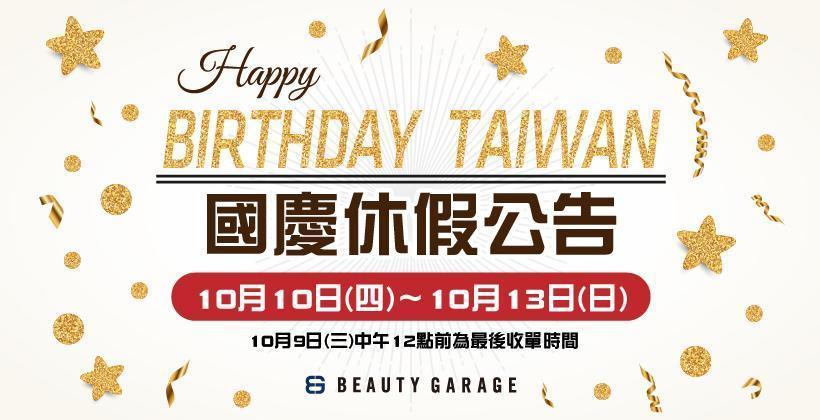 Happy
BIRTHDAY TAIWAN
國慶休假公告
10月10日(四)~10月13日(日)
10月9日(三)中午12點前為最後收單時間
BEAUTY GARAGE